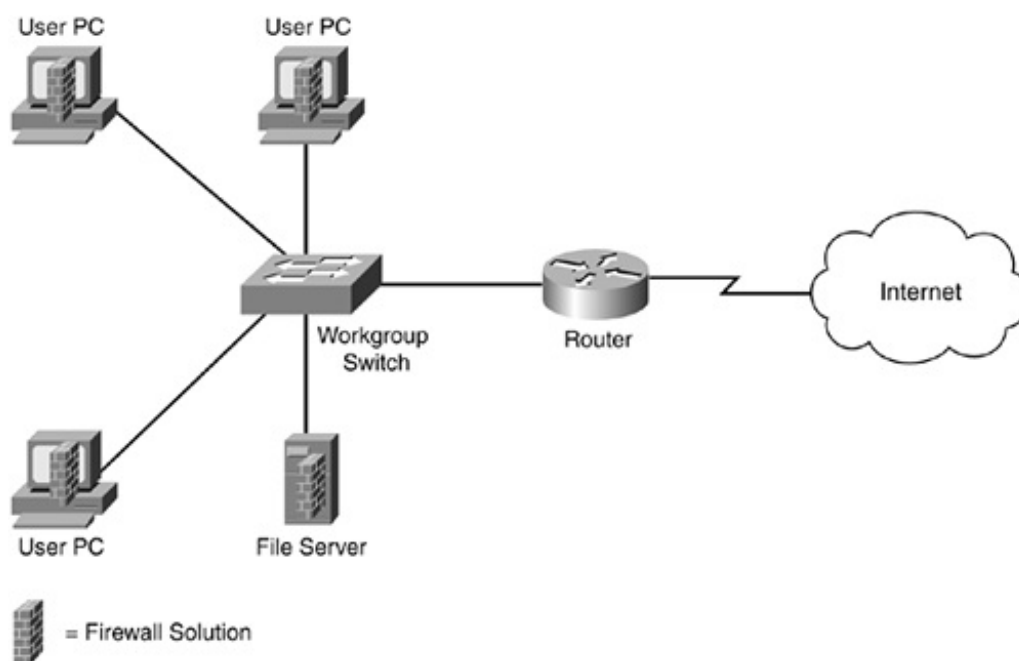 User PC
User PC
Internet
Workgroup
Switch
Router
User PC
File Server
= Firewall Solution